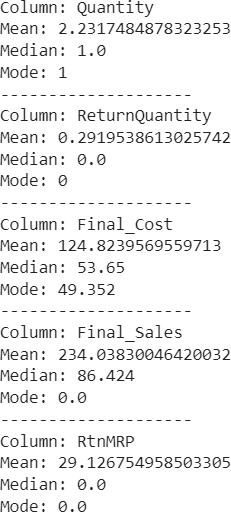 Column: Quantity
Mean: 2.2317484878323253
Median: 1.0
Mode: 1
--------------------
Column: ReturnQuantity
Mean: 0.2919538613025742
Median: 0.0
Mode: 0
--------------------
Column: Final_Cost
Mean: 124.8239569559713
Median: 53.65
Mode: 49.352
--------------------
Column: Final_Sales
Mean: 234.03830046420032
Median: 86.424
Mode: 0.0
--------------------
Column: RtnMRP
Mean: 29.126754958503305
Median: 0.0
Mode: 0.0